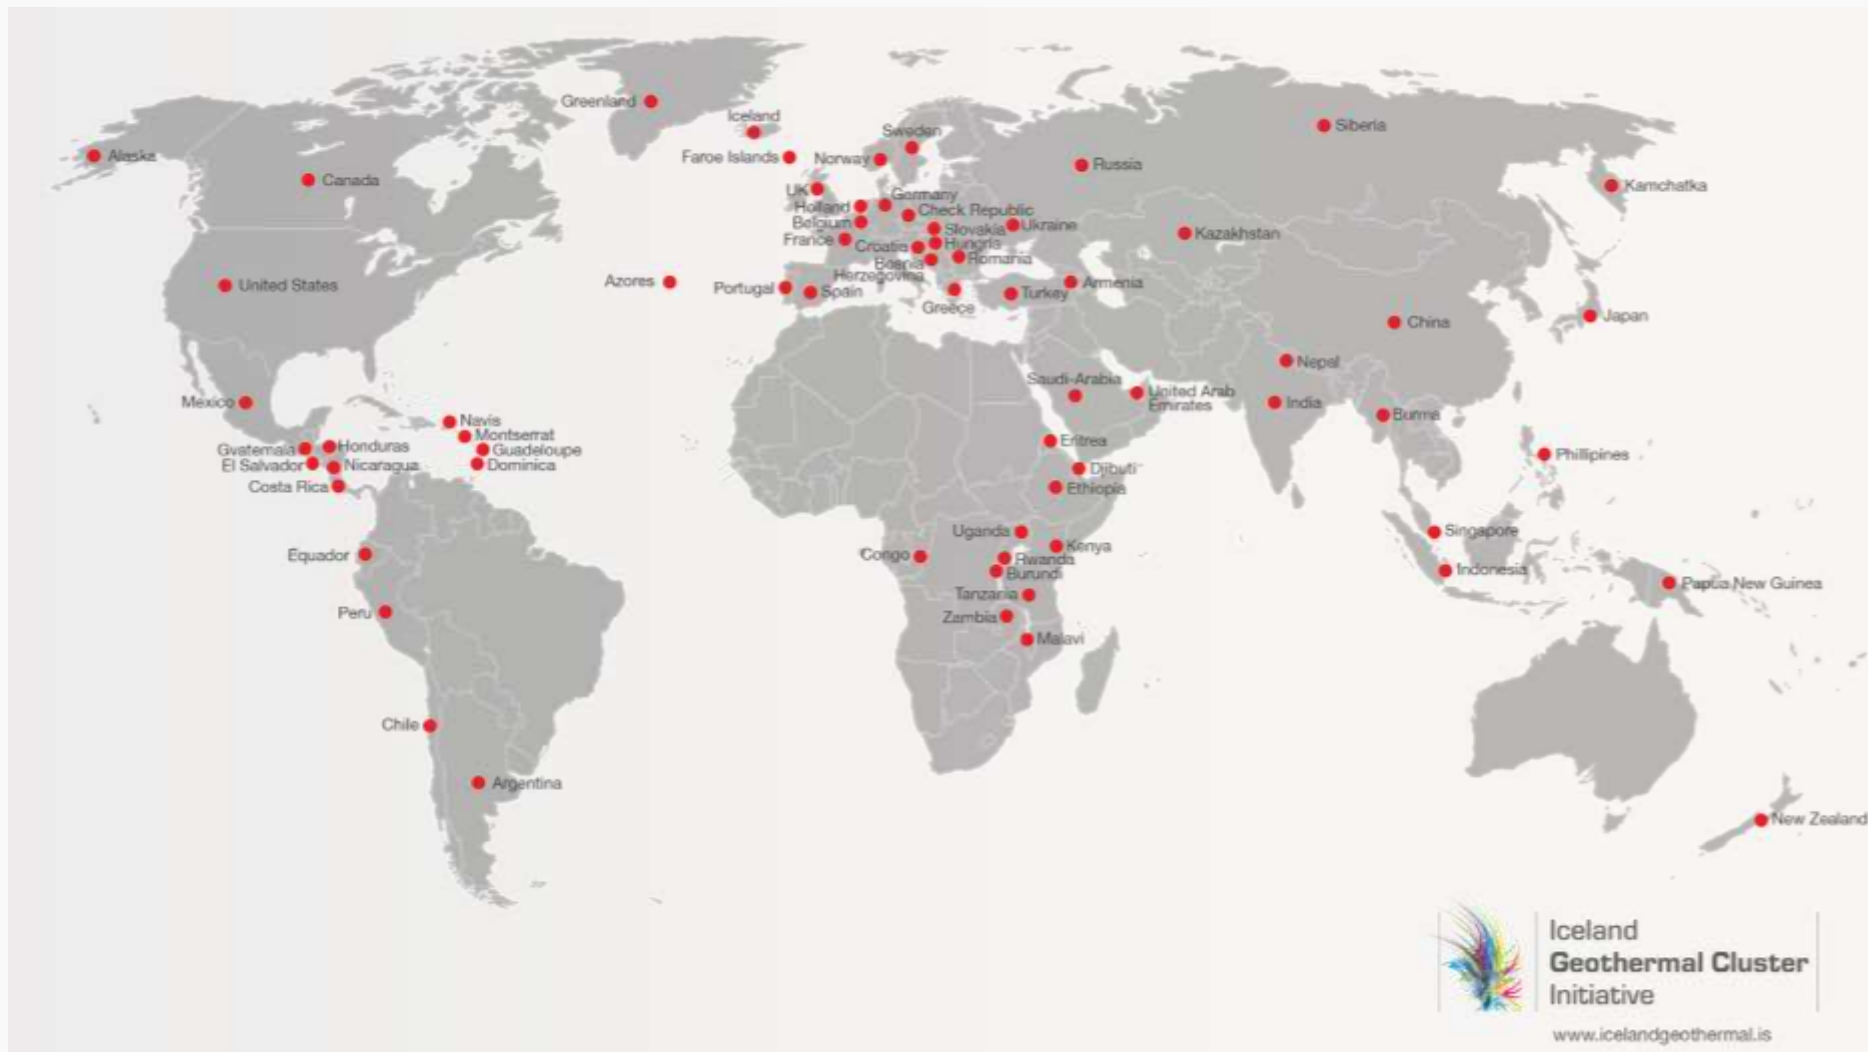 Greenland
Iceland
Sweden
Siberia
Alaska
Faroe Islands
Norway
Russia
Canada
UK
Germany
Kamchatka
Holland
Check Republic
Belgium
Slovakia
Ukraine
France
Croatia
Hungria
Kazakhstan
Bosnia
Herzegovina
Romania
United States
Azores
Portugal
Spain
Greece
Turkey
Armenia
China
Japan
Nepal
Saudi-Arabia
United Arab
Emirates
Mexico
India
Burma
Navis
Montserrat
Gvatemala
Honduras
Guadeloupe
Eritrea
El Salvador
Nicaragua
Dominica
Djibuti
Phillipines
Costa Rica
Ethiopia
Uganda
Singapore
Equador
Congo
Kenya
Rwanda
Burundi
Indonesia
Papua New Guinea
Tanzania
Peru
Zambia
Malavi
Chile
Argentina
New Zealand
Iceland
Geothermal Cluster
Initiative
www.icelandgeothermal.is